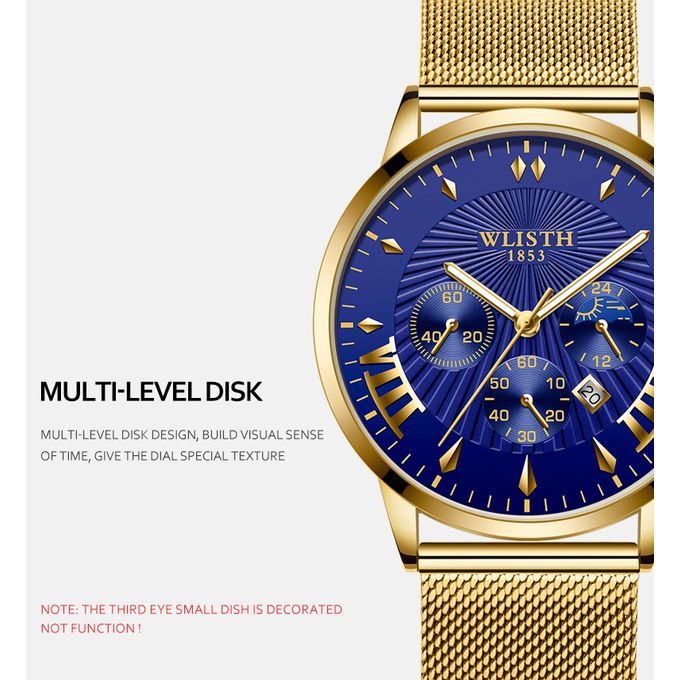 WLISTH
1853
60
40 20
24
12
60
50 10
40 20
30
20
VIII
MULTI-LEVEL DISK
MULTI-LEVEL DISK DESIGN, BUILD VISUAL SENSE
OF TIME, GIVE THE DIAL SPECIAL TEXTURE
NOTE: THE THIRD EYE SMALL DISH IS DECORATED
NOT FUNCTION !